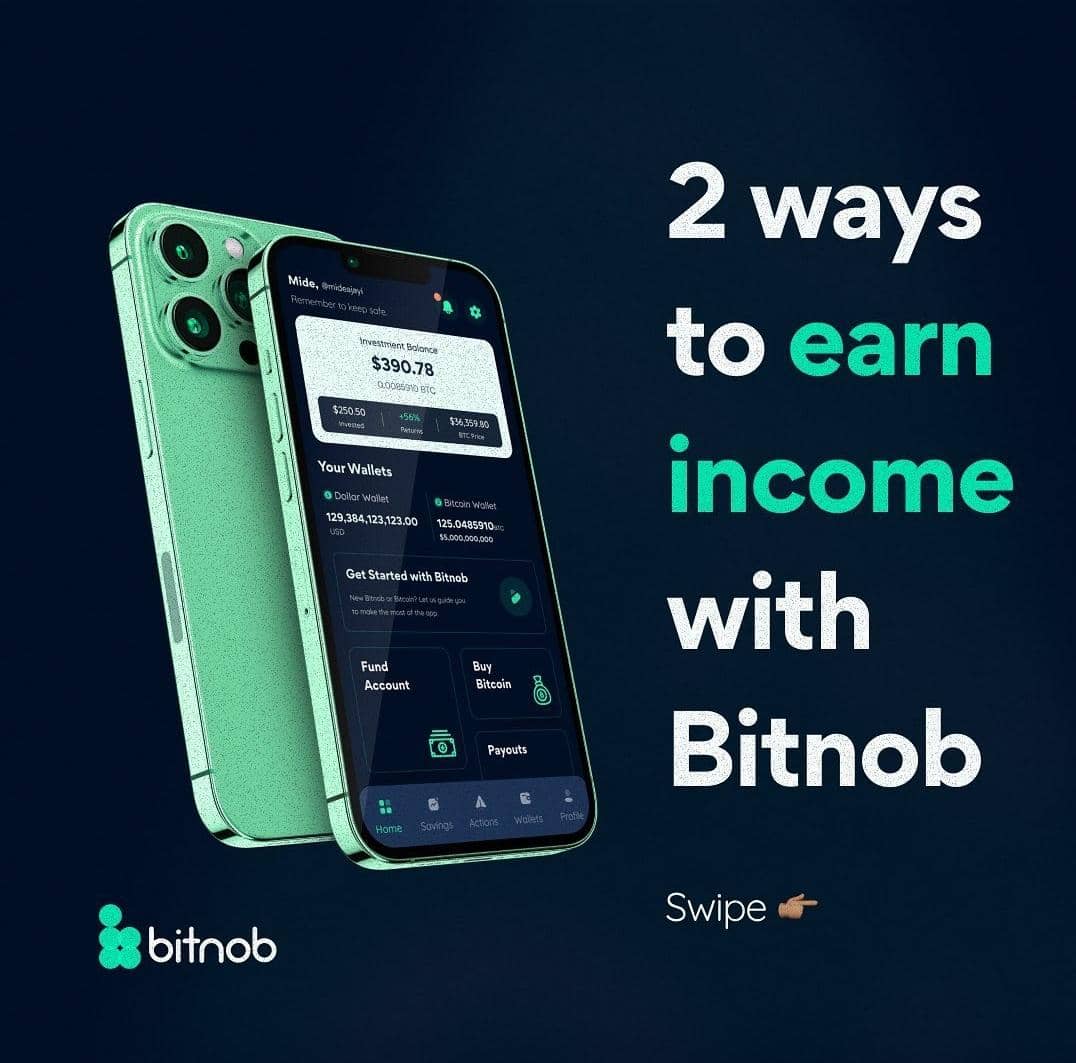 2 ways
to earn
income
with
Bitnob
Swipe
Mide, @mideajayi
Remember to keep safe.
Investment Balance
$390.78
0.0085910 BTC
$250.50
Invested
+56%
Returns
$36,359.80
BTC Price
Your Wallets
Dollar Wallet
129,384,123,123.00
USD
Bitcoin Wallet
125.0485910BTC
$5,000,000,000
Get Started with Bitnob
New Bitnob or Bitcoin? Let us guide you
to make the most of the app.
Fund
Account
Buy
Bitcoin
Payouts
Home Savings Actions Wallets Profile
bitnob